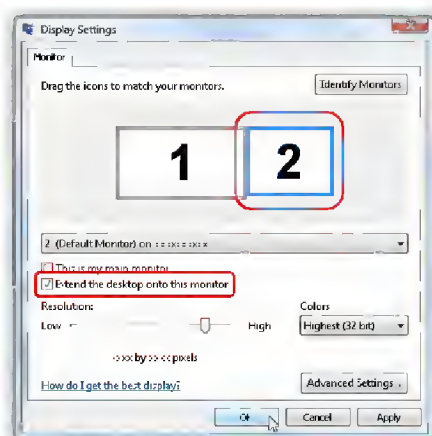 Display Settings
Monitor
Drag the icons to match your monitors.
Identify Monitors
1
2
2. (Default Monitor) on
This is my main monitor
Extend the desktop onto this monitor
Resolution:
Colors
Low
High
Highest (32 bit)
by pixels
How do I get the best display?
Advanced Settings
OK
Cancel
Apply